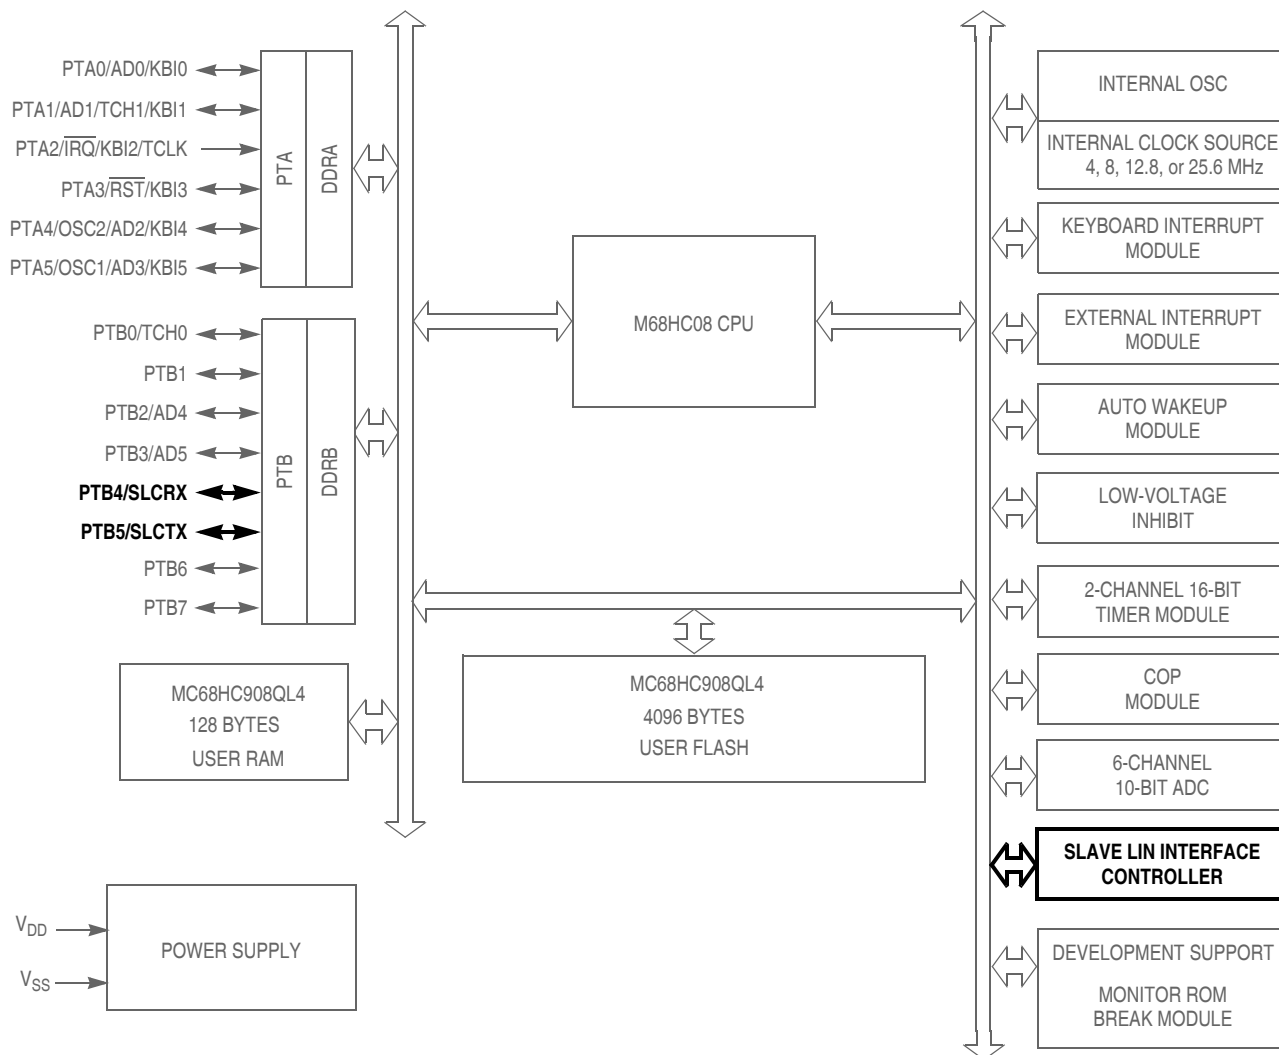 PTA0/AD0/KBI0
PTA1/AD1/TCH1/KBI1
PTA2/IRQ/KBI2/TCLK
PTA3/RST/KBI3
PTA4/OSC2/AD2/KBI4
PTA5/OSC1/AD3/KBI5
PTA
DDRA
PTB0/TCH0
PTB1
PTB2/AD4
PTB3/AD5
PTB4/SLCRX
PTB5/SLCTX
PTB6
PTB7
PTB
DDRB
M68HC08 CPU
MC68HC908QL4
128 BYTES
USER RAM
MC68HC908QL4
4096 BYTES
USER FLASH
VDD
VSS
POWER SUPPLY
INTERNAL OSC
INTERNAL CLOCK SOURCE
4, 8, 12.8, or 25.6 MHz
KEYBOARD INTERRUPT
MODULE
EXTERNAL INTERRUPT
MODULE
AUTO WAKEUP
MODULE
LOW-VOLTAGE
INHIBIT
2-CHANNEL 16-BIT
TIMER MODULE
COP
MODULE
6-CHANNEL
10-BIT ADC
SLAVE LIN INTERFACE
CONTROLLER
DEVELOPMENT SUPPORT
MONITOR ROM
BREAK MODULE